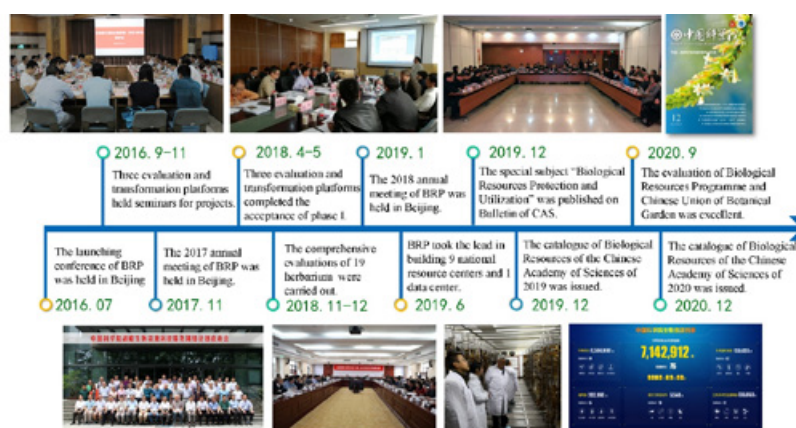 中国科学院
12
2016. 9-11
2018. 4-5
2019. 1
2019. 12
2020. 9
Three evaluation and
transformation platforms
held seminars for projects.
Three evaluation and
transformation platforms
completed the
acceptance of phase I.
The 2018 annual
meeting of BRP was
held in Beijing.
The special subject "Biological
Resources Protection and
Utilization" was published on
Bulletin of CAS.
The evaluation of Biological
Resources Programme and
Chinese Union of Botanical
Garden was excellent.
The launching
conference of BRP
was held in Beijing
The 2017 annual
meeting of BRP was
held in Beijing.
The comprehensive
evaluations of 19
herbarium were
carried out.
BRP took the lead in
building 9 national
resource centers and 1
data center.
The catalogue of Biological
Resources of the Chinese
Academy of Sciences of
2019 was issued.
The catalogue of Biological
Resources of the Chinese
Academy of Sciences of
2020 was issued.
2016. 07
2017. 11
2018. 11-12
2019. 6
2019. 12
2020. 12
7,142,912